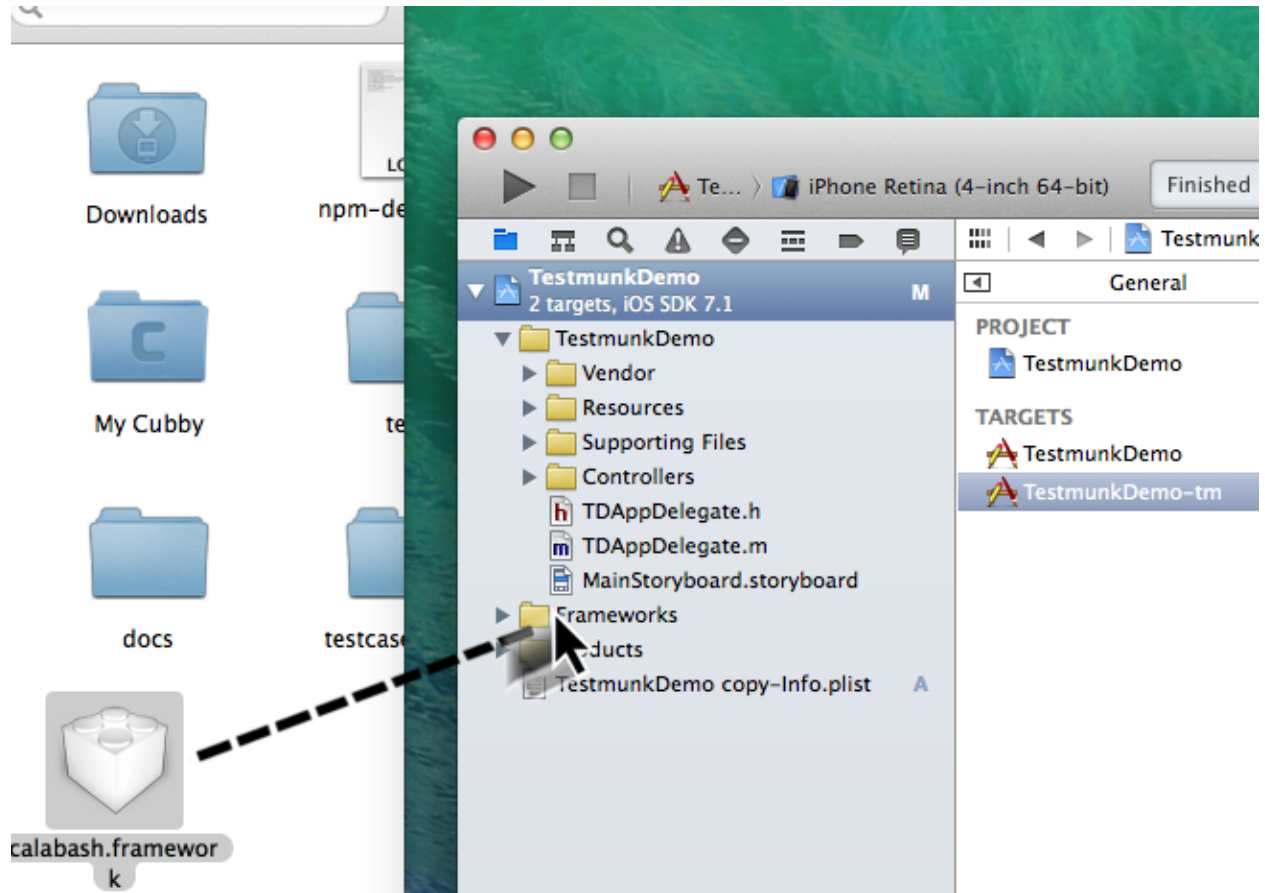 LO
Downloads
npm-de
My Cubby
te
docs
testcase
calabash.framewor
k
Te...
iPhone Retina (4-inch 64-bit)
Finished
TestmunkDemo
2 targets, iOS SDK 7.1
M
TestmunkDemo
Vendor
Resources
Supporting Files
Controllers
h TDAppDelegate.h
m TDAppDelegate.m
MainStoryboard.storyboard
Frameworks
ducts
TestmunkDemo copy-Info.plist
A
Testmunk
General
PROJECT
TestmunkDemo
TARGETS
TestmunkDemo
TestmunkDemo-tm